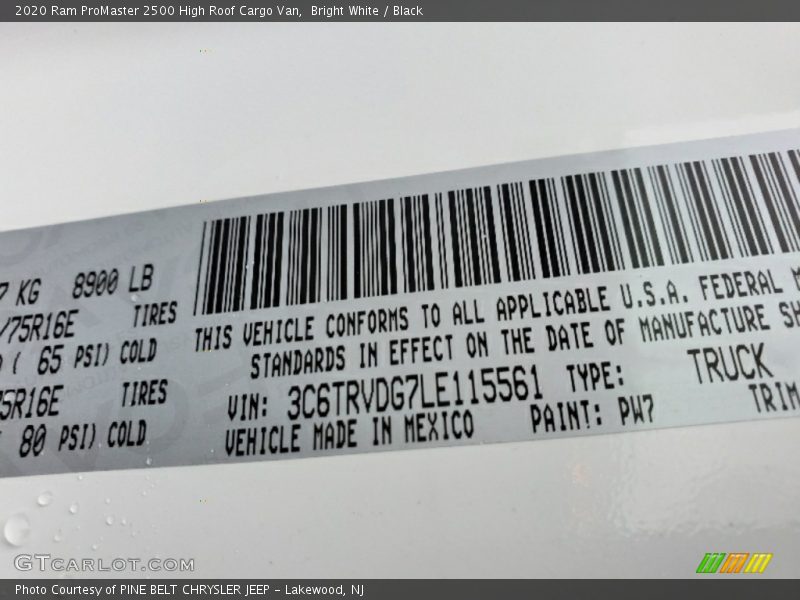 2020 Ram ProMaster 2500 High Roof Cargo Van,  Bright White / Black
7 KG 8900 LB
/75R16E TIRES
( 65 PSI) COLD
5R16E TIRES
80 PSI) COLD
THIS VEHICLE CONFORMS TO ALL APPLICABLE U.S.A. FEDERAL M
STANDARDS IN EFFECT ON THE DATE OF MANUFACTURE SH
VIN: 3C6TRVDG7LE115561 TYPE: TRUCK
VEHICLE MADE IN MEXICO PAINT: PW7 TRIM
GTCARLOT.COM
Photo Courtesy of PINE BELT CHRYSLER JEEP - Lakewood, NJ